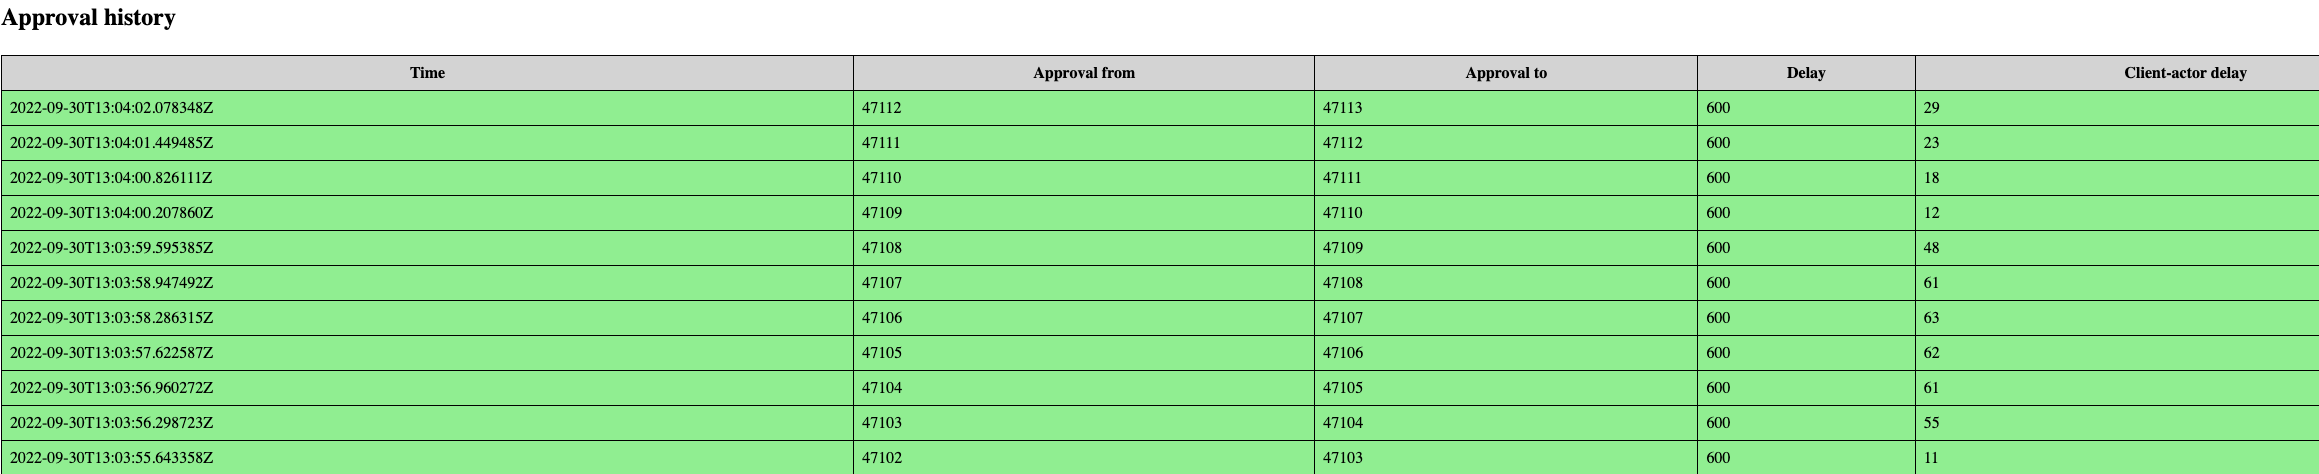 Approval history
Time Approval from Approval to Delay Client-actor delay
2022-09-30T13:04:02.078348Z 47112 47113 600 29
2022-09-30T13:04:01.449485Z 47111 47112 600 23
2022-09-30T13:04:00.826111Z 47110 47111 600 18
2022-09-30T13:04:00.207860Z 47109 47110 600 12
2022-09-30T13:03:59.595385Z 47108 47109 600 48
2022-09-30T13:03:58.947492Z 47107 47108 600 61
2022-09-30T13:03:58.286315Z 47106 47107 600 63
2022-09-30T13:03:57.622587Z 47105 47106 600 62
2022-09-30T13:03:56.960272Z 47104 47105 600 61
2022-09-30T13:03:56.298723Z 47103 47104 600 55
2022-09-30T13:03:55.643358Z 47102 47103 600 11